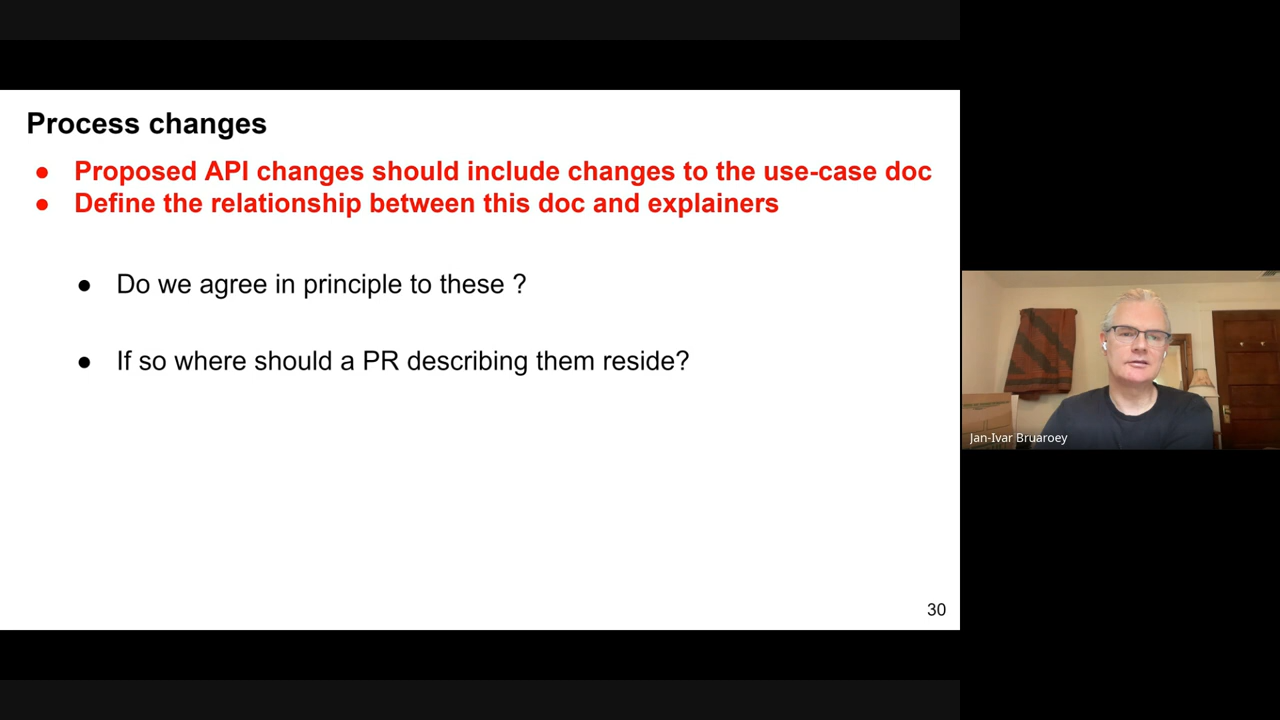 Process changes
● Proposed API changes should include changes to the use-case doc
● Define the relationship between this doc and explainers
● Do we agree in principle to these ?
● If so where should a PR describing them reside?
30
Jan-Ivar Bruaroey